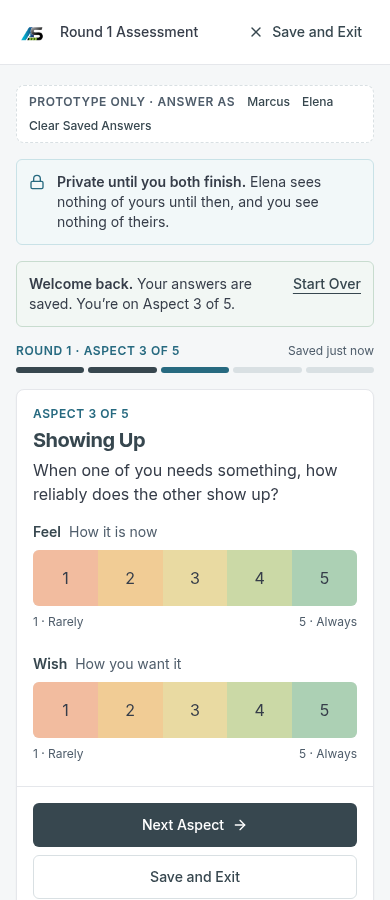 A5
Round 1 Assessment
Save and Exit
PROTOTYPE ONLY · ANSWER AS Marcus Elena
Clear Saved Answers
Private until you both finish. Elena sees
nothing of yours until then, and you see
nothing of theirs.
Welcome back. Your answers are
saved. You’re on Aspect 3 of 5.
Start Over
ROUND 1 · ASPECT 3 OF 5
Saved just now
ASPECT 3 OF 5
Showing Up
When one of you needs something, how
reliably does the other show up?
Feel How it is now
1 2 3 4 5
1 · Rarely 5 · Always
Wish How you want it
1 2 3 4 5
1 · Rarely 5 · Always
Next Aspect →
Save and Exit